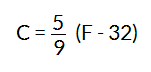 C = 5/9 (F - 32)